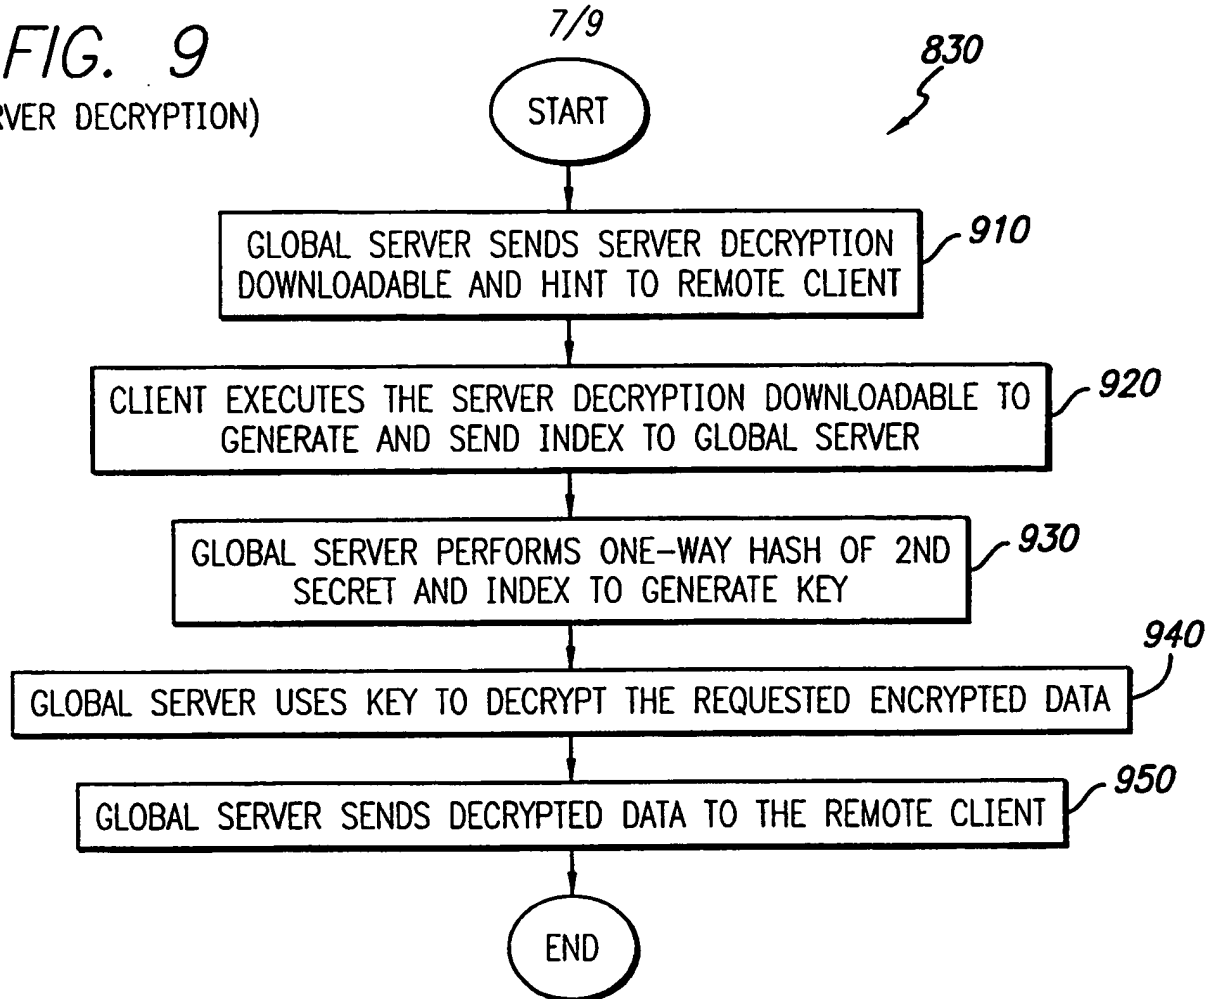 7/9
FIG. 9
RVER DECRYPTION)
830
START
GLOBAL SERVER SENDS SERVER DECRYPTION
DOWNLOADABLE AND HINT TO REMOTE CLIENT
910
CLIENT EXECUTES THE SERVER DECRYPTION DOWNLOADABLE TO
GENERATE AND SEND INDEX TO GLOBAL SERVER
920
GLOBAL SERVER PERFORMS ONE-WAY HASH OF 2ND
SECRET AND INDEX TO GENERATE KEY
930
GLOBAL SERVER USES KEY TO DECRYPT THE REQUESTED ENCRYPTED DATA
940
GLOBAL SERVER SENDS DECRYPTED DATA TO THE REMOTE CLIENT
950
END